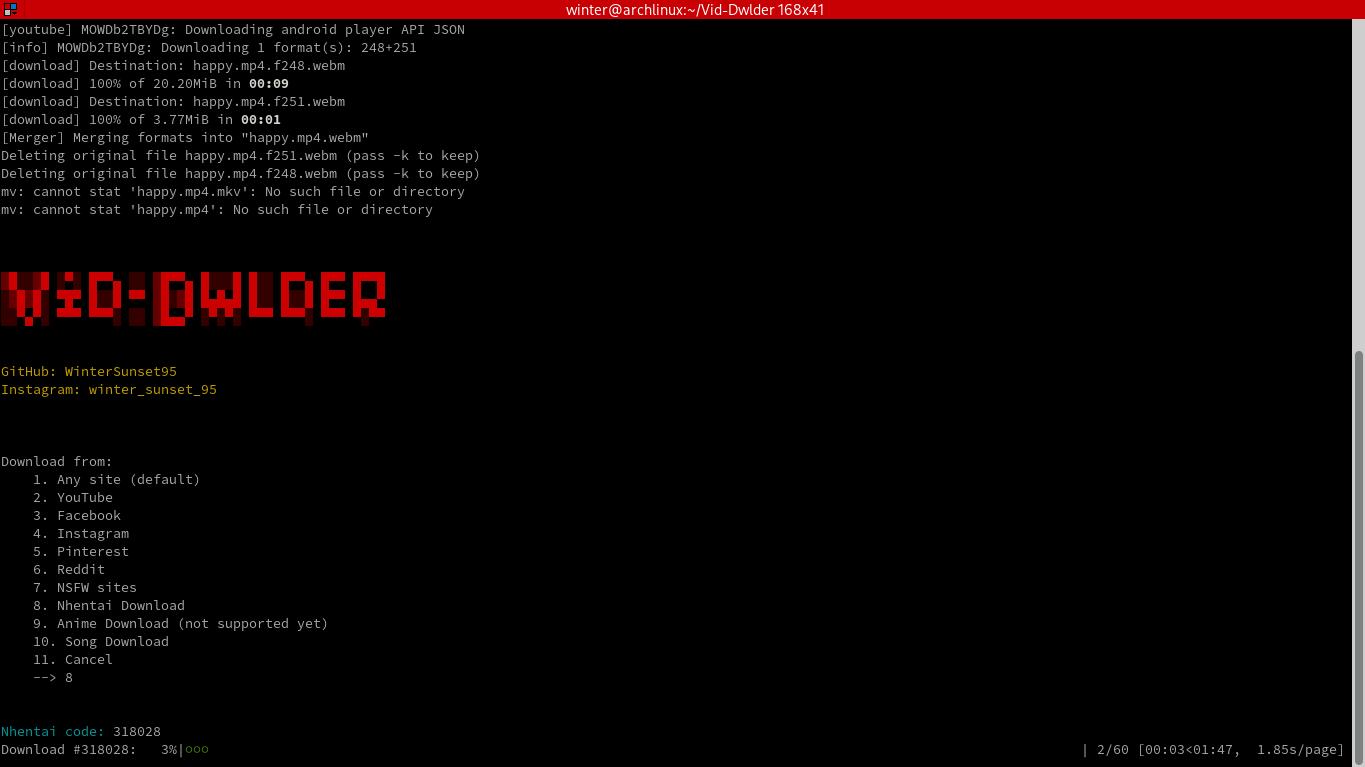 winter@archlinux:~/Vid-Dwlder 168x41
[youtube] MOWDb2TBYDg: Downloading android player API JSON
[info] MOWDb2TBYDg: Downloading 1 format(s): 248+251
[download] Destination: happy.mp4.f248.webm
[download] 100% of 20.20MiB in 00:09
[download] Destination: happy.mp4.f251.webm
[download] 100% of 3.77MiB in 00:01
[Merger] Merging formats into "happy.mp4.webm"
Deleting original file happy.mp4.f251.webm (pass -k to keep)
Deleting original file happy.mp4.f248.webm (pass -k to keep)
mv: cannot stat 'happy.mp4.mkv': No such file or directory
mv: cannot stat 'happy.mp4': No such file or directory
ViD-DWLDER
GitHub: WinterSunset95
Instagram: winter_sunset_95
Download from:
1. Any site (default)
2. YouTube
3. Facebook
4. Instagram
5. Pinterest
6. Reddit
7. NSFW sites
8. Nhentai Download
9. Anime Download (not supported yet)
10. Song Download
11. Cancel
--> 8
Nhentai code: 318028
Download #318028:   3%|○○○ | 2/60 [00:03<01:47,  1.85s/page]